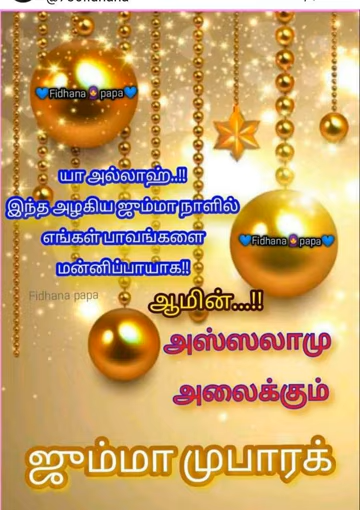 💙Fidhana papa💙
யா அல்லாஹ்..!!
இந்த அழகிய ஜும்மா நாளில்
எங்கள் பாவங்களை
💙Fidhana papa💙
மன்னிப்பாயாக!!
Fidhana papa
ஆமின்...!!
அஸ்ஸலாமு
அலைக்கும்
ஜும்மா முபாரக்